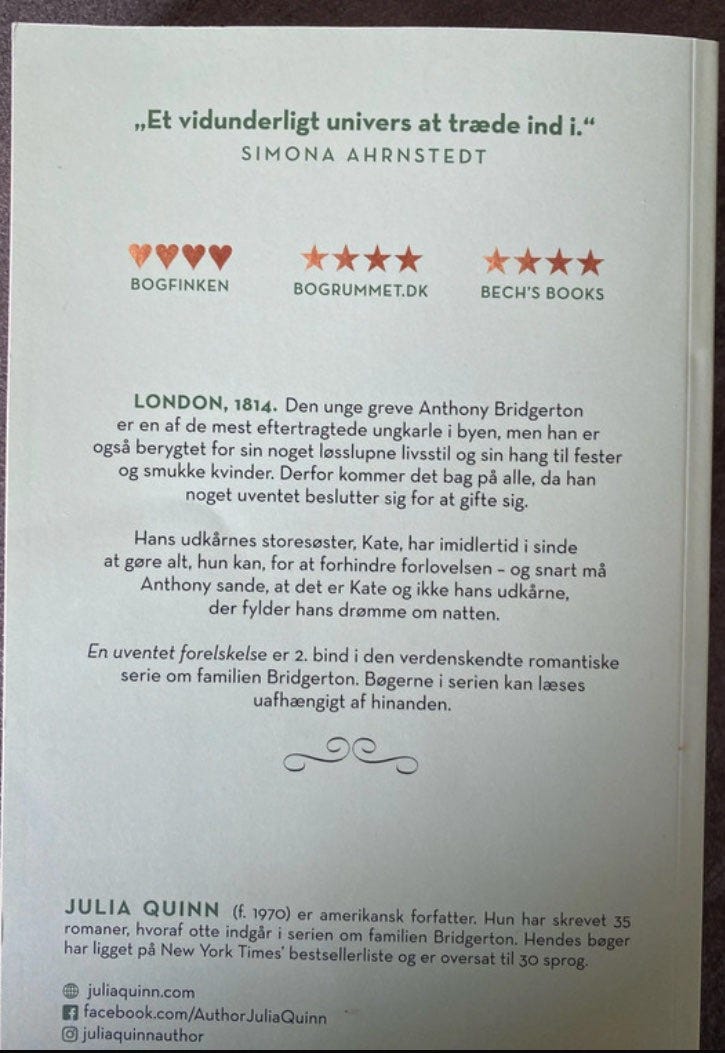 „Et vidunderligt univers at træde ind i.“
SIMONA AHRNSTEDT
BOGFINKEN
BOGRUMMET.DK
BECH'S BOOKS
LONDON, 1814. Den unge greve Anthony Bridgerton
er en af de mest eftertragtede ungkarle i byen, men han er
også berygtet for sin noget løsslupne livsstil og sin hang til fester
og smukke kvinder. Derfor kommer det bag på alle, da han
noget uventet beslutter sig for at gifte sig.
Hans udkårnes storesøster, Kate, har imidlertid i sinde
at gøre alt, hun kan, for at forhindre forlovelsen – og snart må
Anthony sande, at det er Kate og ikke hans udkårne,
der fylder hans drømme om natten.
En uventet forelskelse er 2. bind i den verdenskendte romantiske
serie om familien Bridgerton. Bøgerne i serien kan læses
uafhængigt af hinanden.
JULIA QUINN (f. 1970) er amerikansk forfatter. Hun har skrevet 35
romaner, hvoraf otte indgår i serien om familien Bridgerton. Hendes bøger
har ligget på New York Times' bestsellerliste og er oversat til 30 sprog.
juliaquinn.com
facebook.com/AuthorJuliaQuinn
juliaquinnauthor